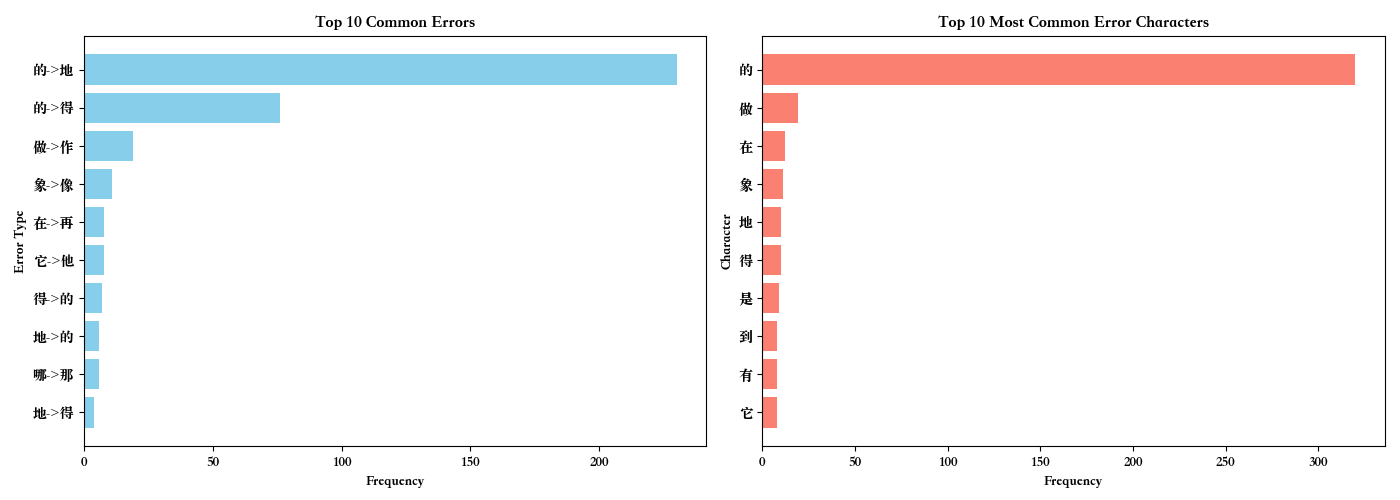 Top 10 Common Errors
Error Type
的->地
的->得
做->作
象->像
在->再
它->他
得->的
地->的
哪->那
地->得
0 50 100 150 200
Frequency
Top 10 Most Common Error Characters
Character
的
做
在
象
地
得
是
到
有
它
0 50 100 150 200 250 300
Frequency